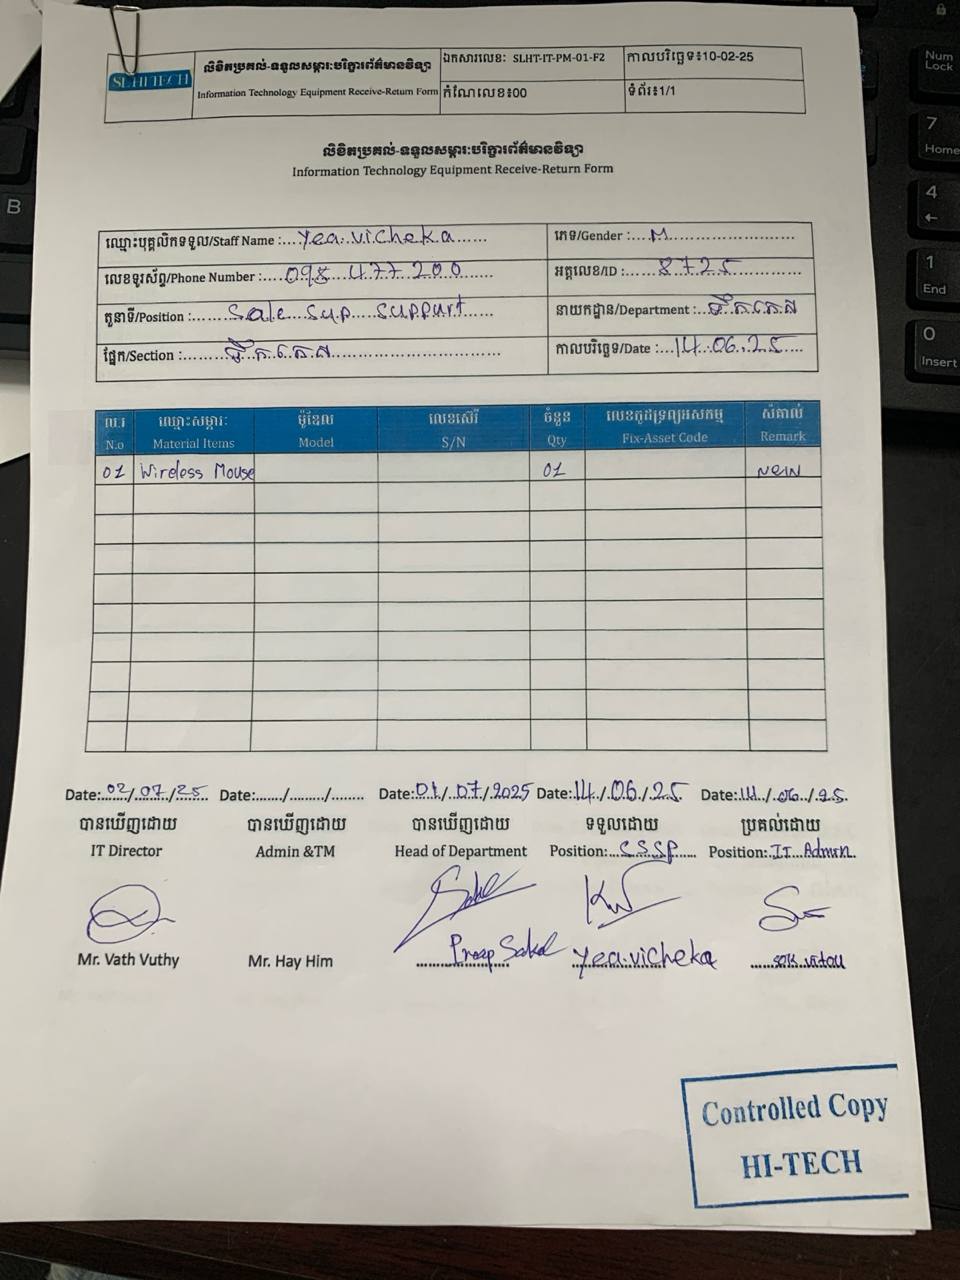 SLHI TECH
លិខិតប្រគល់-ទទួលសម្ភារៈបរិក្ខារព័ត៌មានវិទ្យា
Information Technology Equipment Receive-Return Form
ឯកសារលេខ: SLHT-IT-PM-01-F2
កាលបរិច្ឆេទ៖10-02-25
កំណែលេខ៖00
ទំព័រ៖1/1
លិខិតប្រគល់-ទទួលសម្ភារៈបរិក្ខារព័ត៌មានវិទ្យា
Information Technology Equipment Receive-Return Form
ឈ្មោះបុគ្គលិកទទួល/Staff Name :....Yea.vicheka......
ភេទ/Gender :...M........................
លេខទូរស័ព្ទ/Phone Number :....098 477 200......
អត្តលេខ/ID :......8725............
តួនាទី/Position :......Sale sup support......
នាយកដ្ឋាន/Department :..
ផ្នែក/Section :........
កាលបរិច្ឆេទ/Date :...14.06.25....
ល.រ ឈ្មោះសម្ភារៈ ម៉ូឌែល លេខស៊េរី ចំនួន លេខកូដទ្រព្យអសកម្ម សំគាល់
N.o Material Items Model S/N Qty Fix-Asset Code Remark
01 Wireless Mouse 01 New
Date:02/07/25 Date:......./........./........ Date:01/07/2025 Date:14/06/25 Date:14/06/25
បានឃើញដោយ បានឃើញដោយ បានឃើញដោយ ទទួលដោយ ប្រគល់ដោយ
IT Director Admin &TM Head of Department Position:..CSSP..... Position:.IT Admin.
Mr. Vath Vuthy Mr. Hay Him Proep Sakol Yea.vicheka
Controlled Copy
HI-TECH
Num
Lock
7
Home
4
←
1
End
0
Insert
B